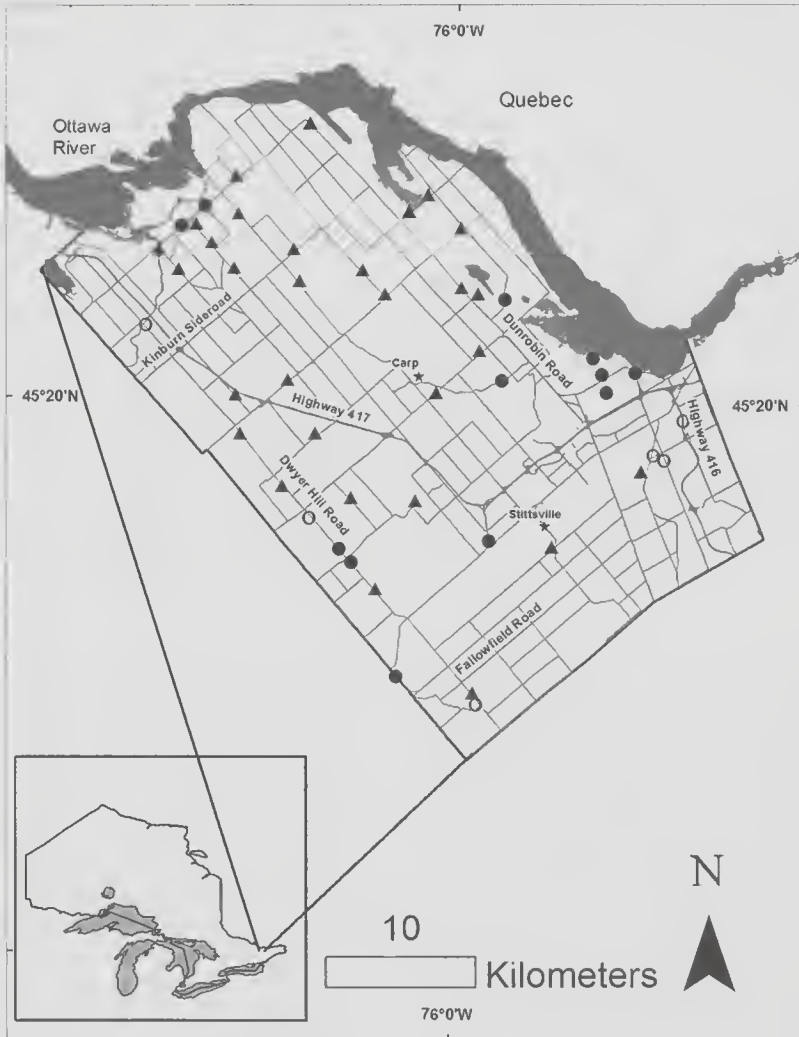 76°0'W
Quebec
Ottawa
River
Kinburn Sideroad
Dunrobin Road
Carp
45°20'N
45°20'N
Highway 417
Highway 416
Dwyer Hill Road
Stittsville
Fallowfield Road
N
10
Kilometers
76°0'W